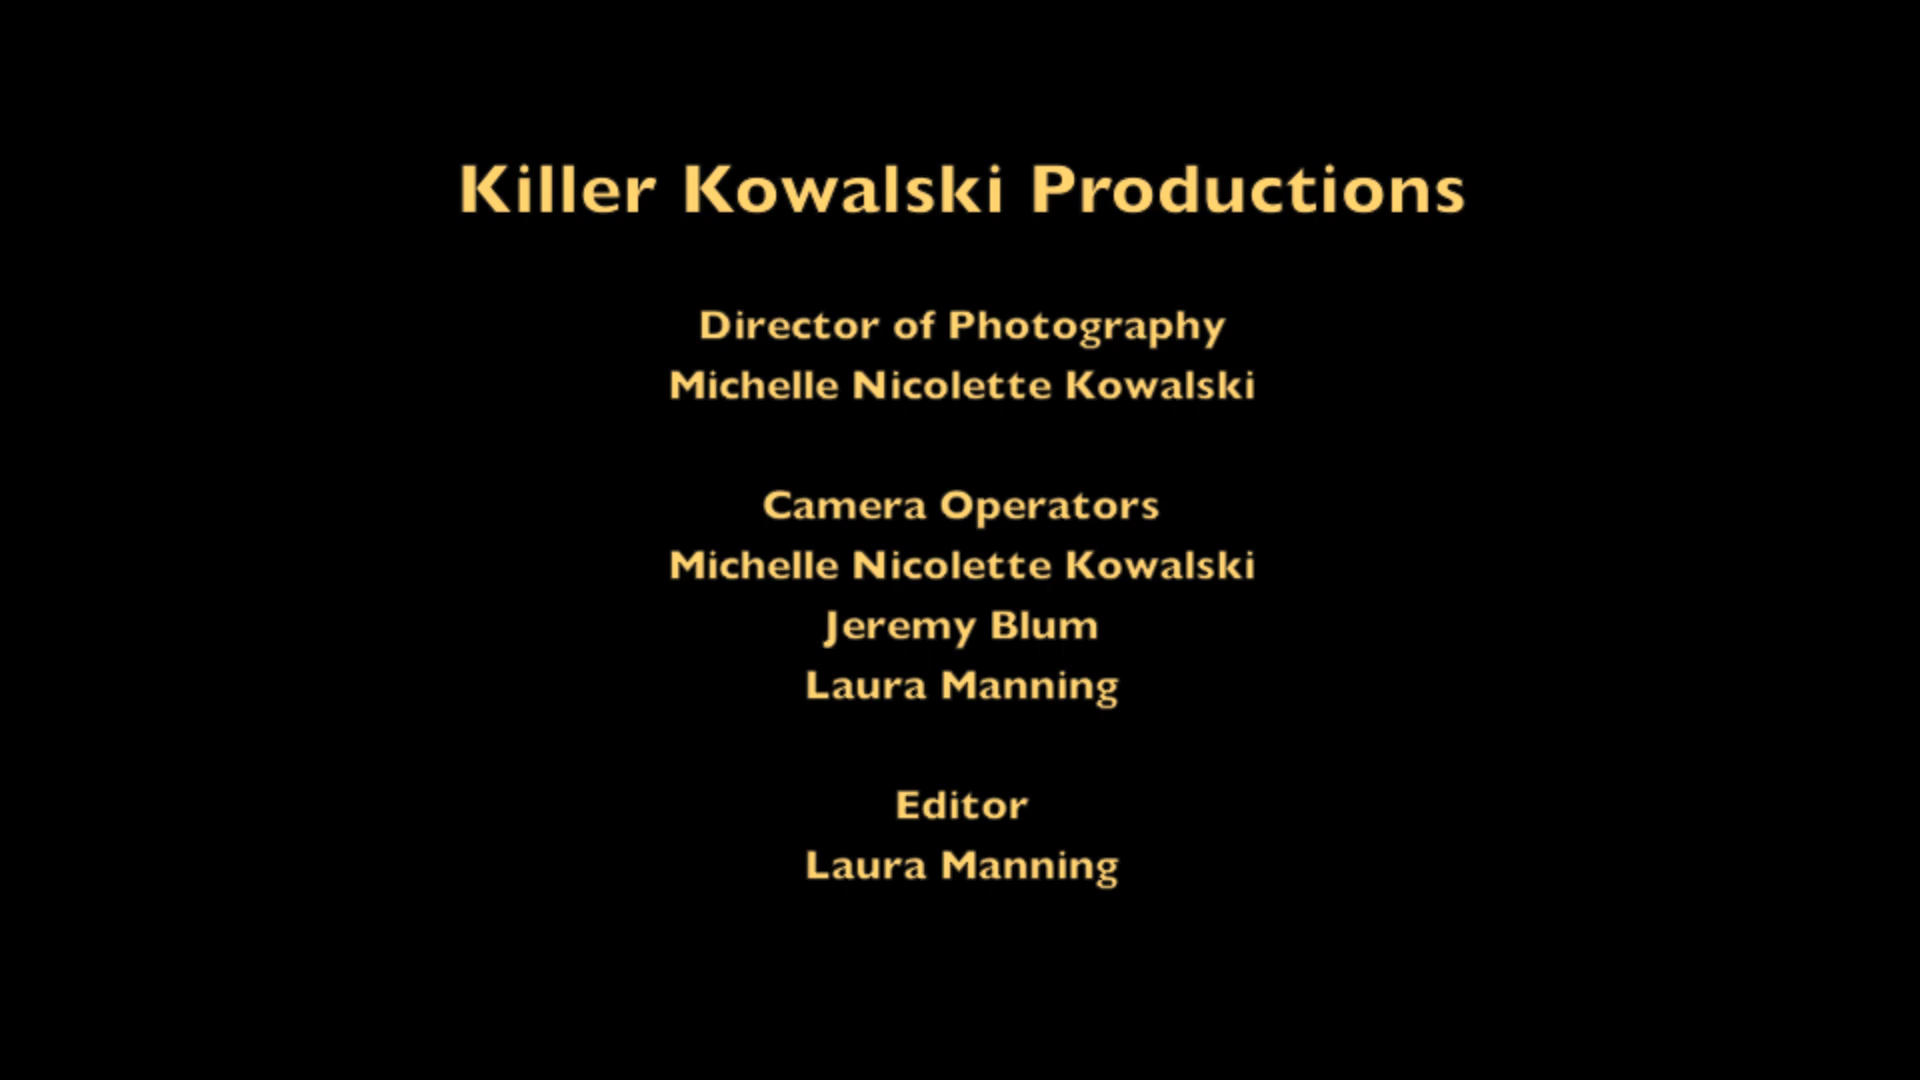 Killer Kowalski Productions
Director of Photography
Michelle Nicolette Kowalski
Camera Operators
Michelle Nicolette Kowalski
Jeremy Blum
Laura Manning
Editor
Laura Manning